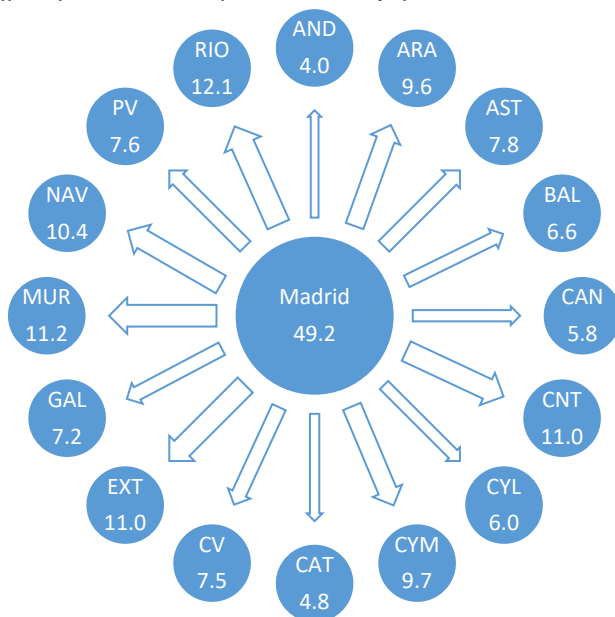 AND
4.0
ARA
9.6
AST
7.8
BAL
6.6
CAN
5.8
CNT
11.0
CYL
6.0
CYM
9.7
CAT
4.8
CV
7.5
EXT
11.0
GAL
7.2
MUR
11.2
NAV
10.4
PV
7.6
RIO
12.1
Madrid
49.2